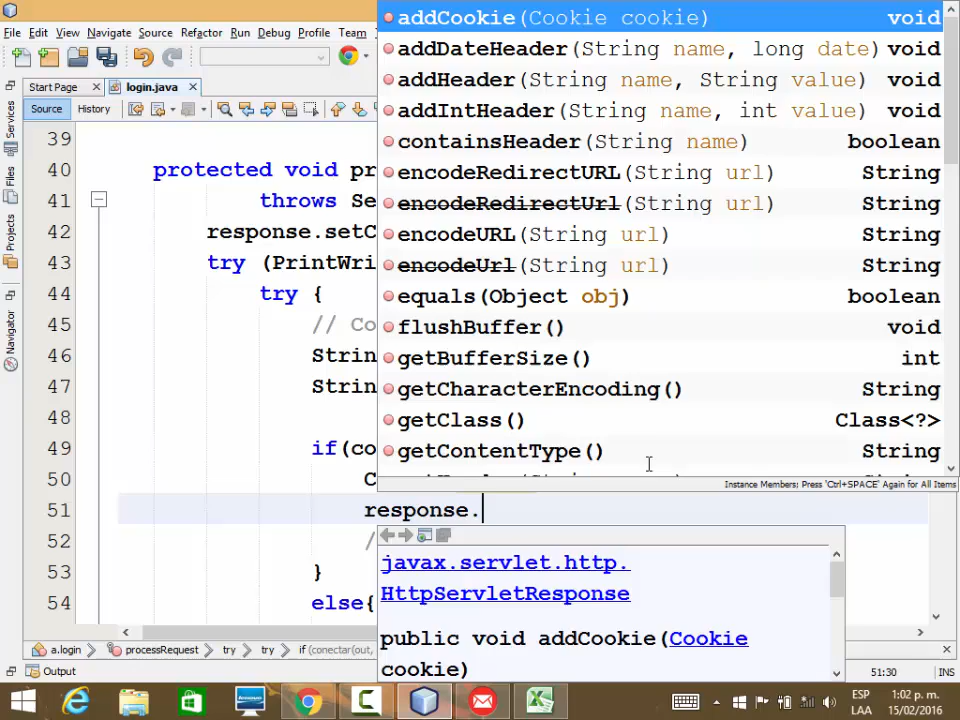 File Edit View Navigate Source Refactor Run Debug Profile Team
Start Page
login.java
Source History
Services
Files
Projects
Navigator
39
40 protected void pr
41 throws Se
42 response.setC
43 try (PrintWri
44 try {
45 // Co
46 Strin
47 Strin
48
49 if(co
50 C
51 response.
52 /
53 }
54 else{
addCookie(Cookie cookie) void
addDateHeader(String name, long date) void
addHeader(String name, String value) void
addIntHeader(String name, int value) void
containsHeader(String name) boolean
encodeRedirectURL(String url) String
encodeRedirectUrl(String url) String
encodeURL(String url) String
encodeUrl(String url) String
equals(Object obj) boolean
flushBuffer() void
getBufferSize() int
getCharacterEncoding() String
getClass() Class<?>
getContentType() String
Instance Members: Press 'Ctrl+SPACE' Again for All Items
javax.servlet.http.
HttpServletResponse
public void addCookie(Cookie
cookie)
a.login processRequest try try if (conectar(out,
Output
51:30 INS
ESP 1:02 p. m.
LAA 15/02/2016